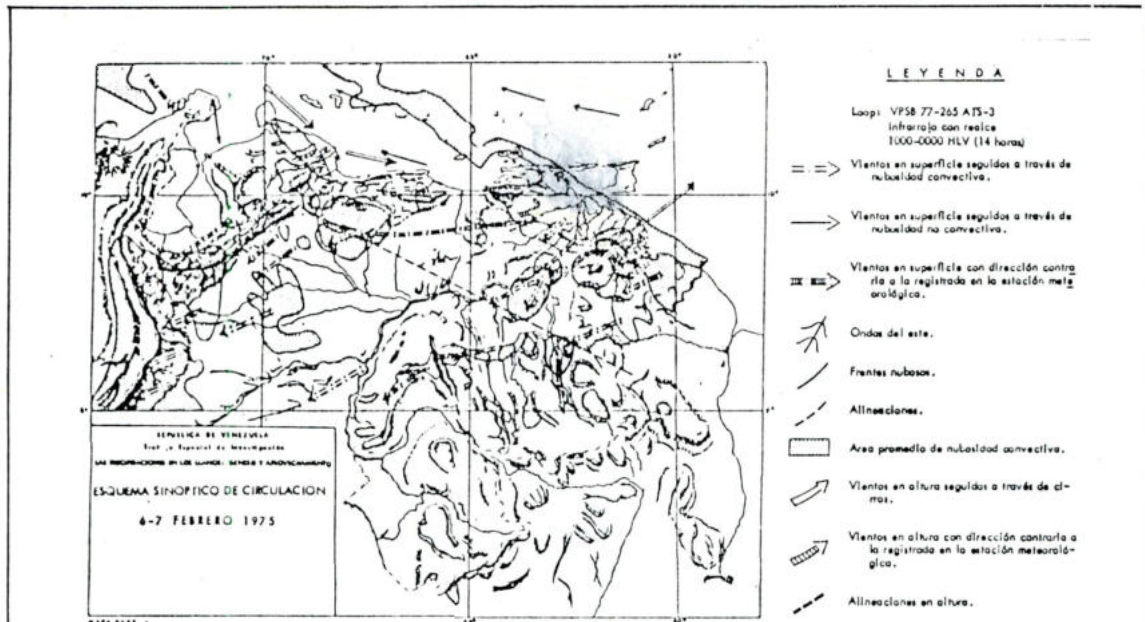 LEYENDA
Loop: VPSB 77-265 ATS-3
Infrarrojo con realce
1000-0000 HLV (14 horas)
Vientos en superficie seguidos a través de
nubosidad convectiva.
Vientos en superficie seguidos a través de
nubosidad no convectiva.
Vientos en superficie con dirección contra
ria a la registrada en la estación mete
orológica.
Ondas del este.
Frentes nubosos.
Alineaciones.
Area promedio de nubosidad convectiva.
Vientos en altura seguidos a través de ci-
rros.
Vientos en altura con dirección contraria a
la registrada en la estación meteoroló-
gica.
Alineaciones en altura.
REPUBLICA DE VENEZUELA
Especial de Investigación
EN LOS LLANOS:
ESQUEMA SINOPTICO DE CIRCULACION
6-7 FEBRERO 1975